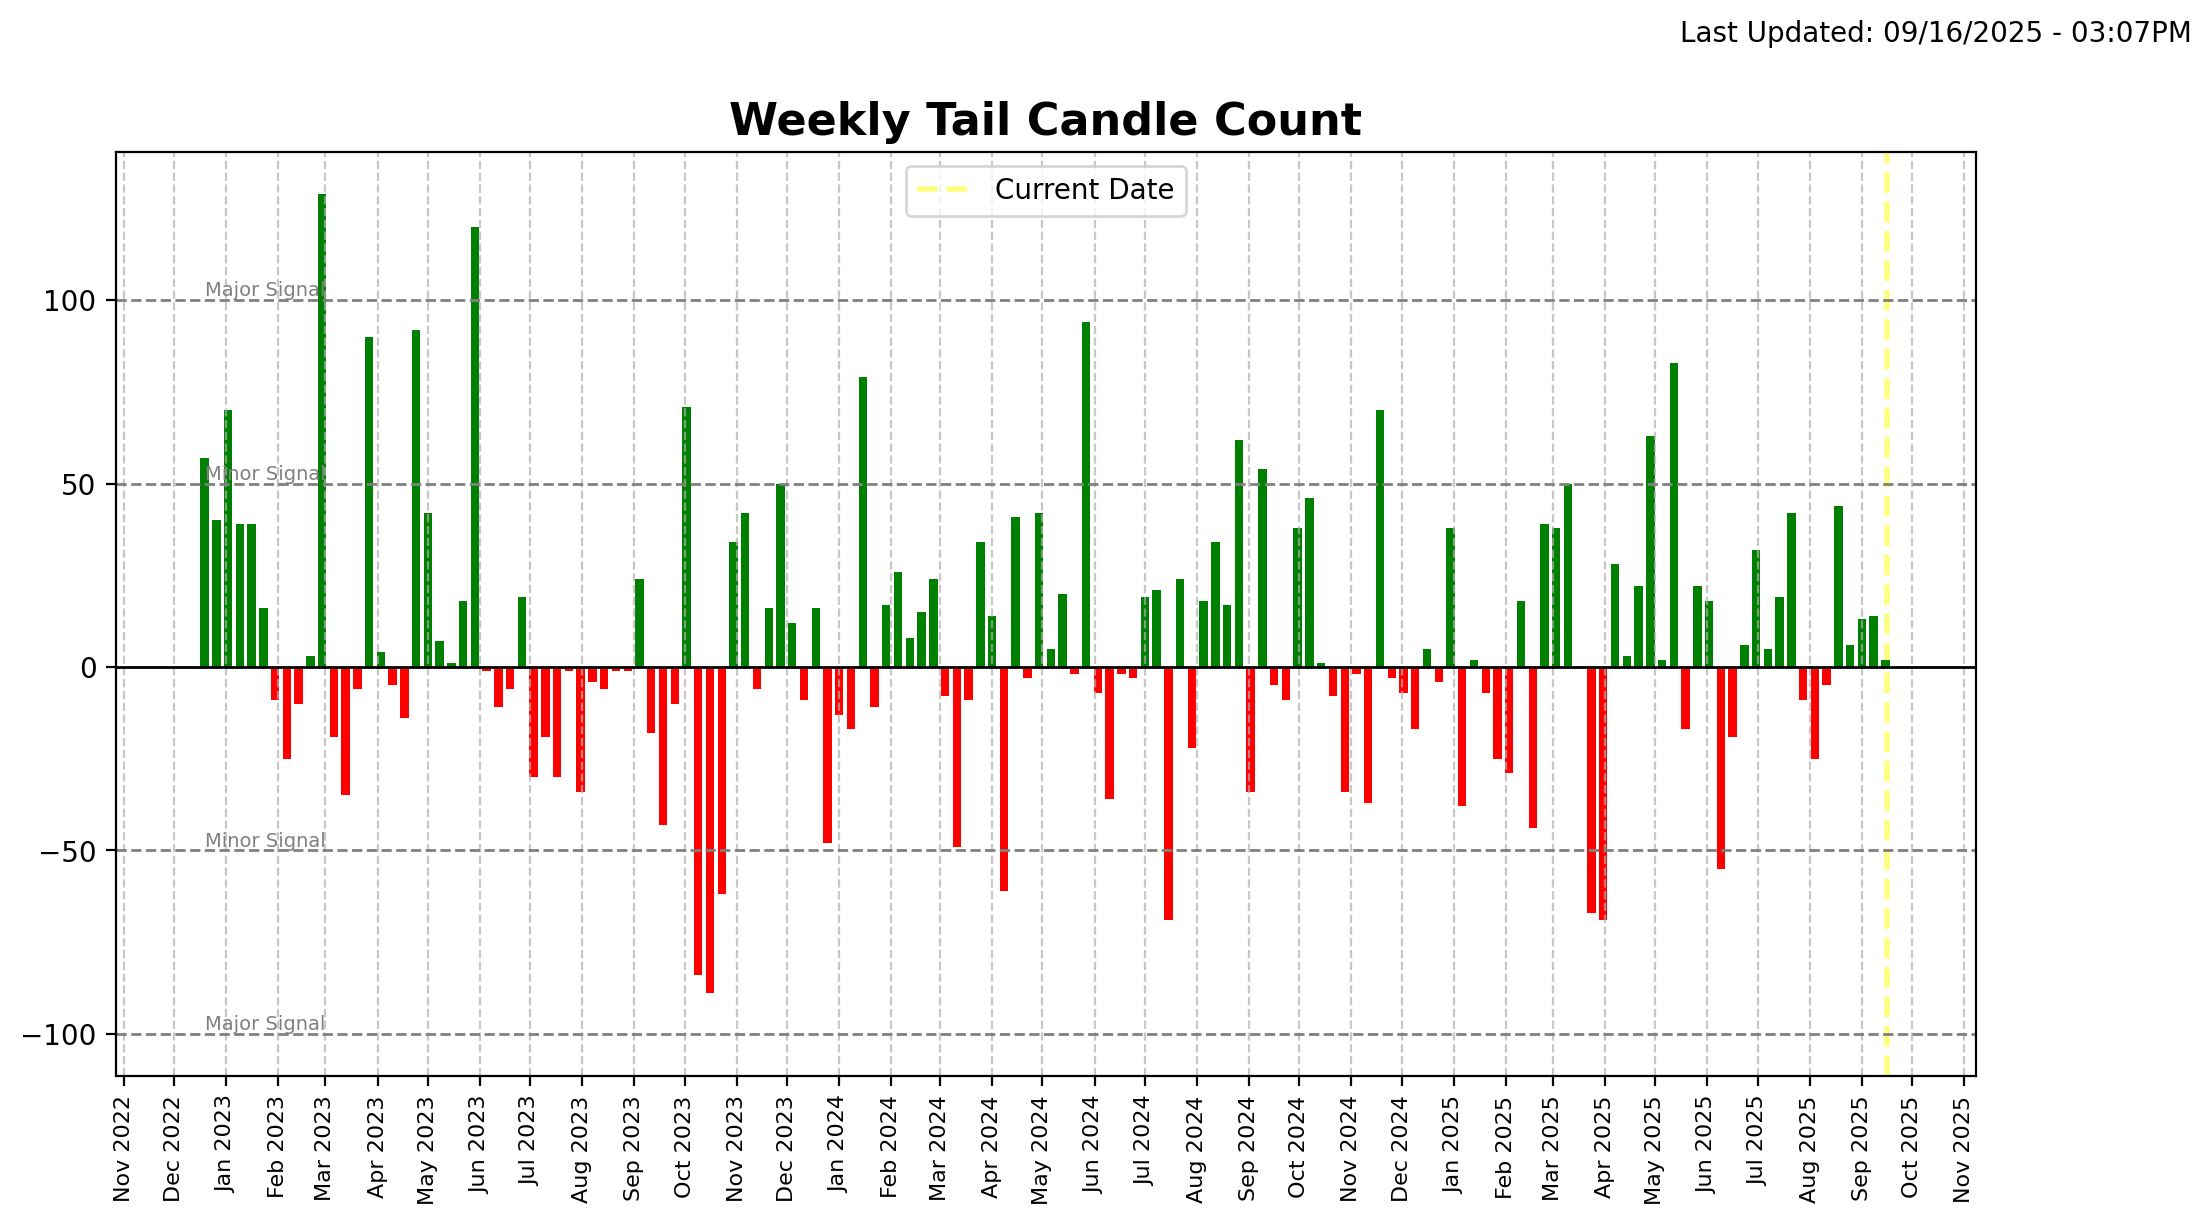 Last Updated: 09/16/2025 - 03:07PM
Weekly Tail Candle Count
Current Date
Major Signal
100
Minor Signal
50
0
Minor Signal
−50
Major Signal
−100
Nov 2022
Dec 2022
Jan 2023
Feb 2023
Mar 2023
Apr 2023
May 2023
Jun 2023
Jul 2023
Aug 2023
Sep 2023
Oct 2023
Nov 2023
Dec 2023
Jan 2024
Feb 2024
Mar 2024
Apr 2024
May 2024
Jun 2024
Jul 2024
Aug 2024
Sep 2024
Oct 2024
Nov 2024
Dec 2024
Jan 2025
Feb 2025
Mar 2025
Apr 2025
May 2025
Jun 2025
Jul 2025
Aug 2025
Sep 2025
Oct 2025
Nov 2025